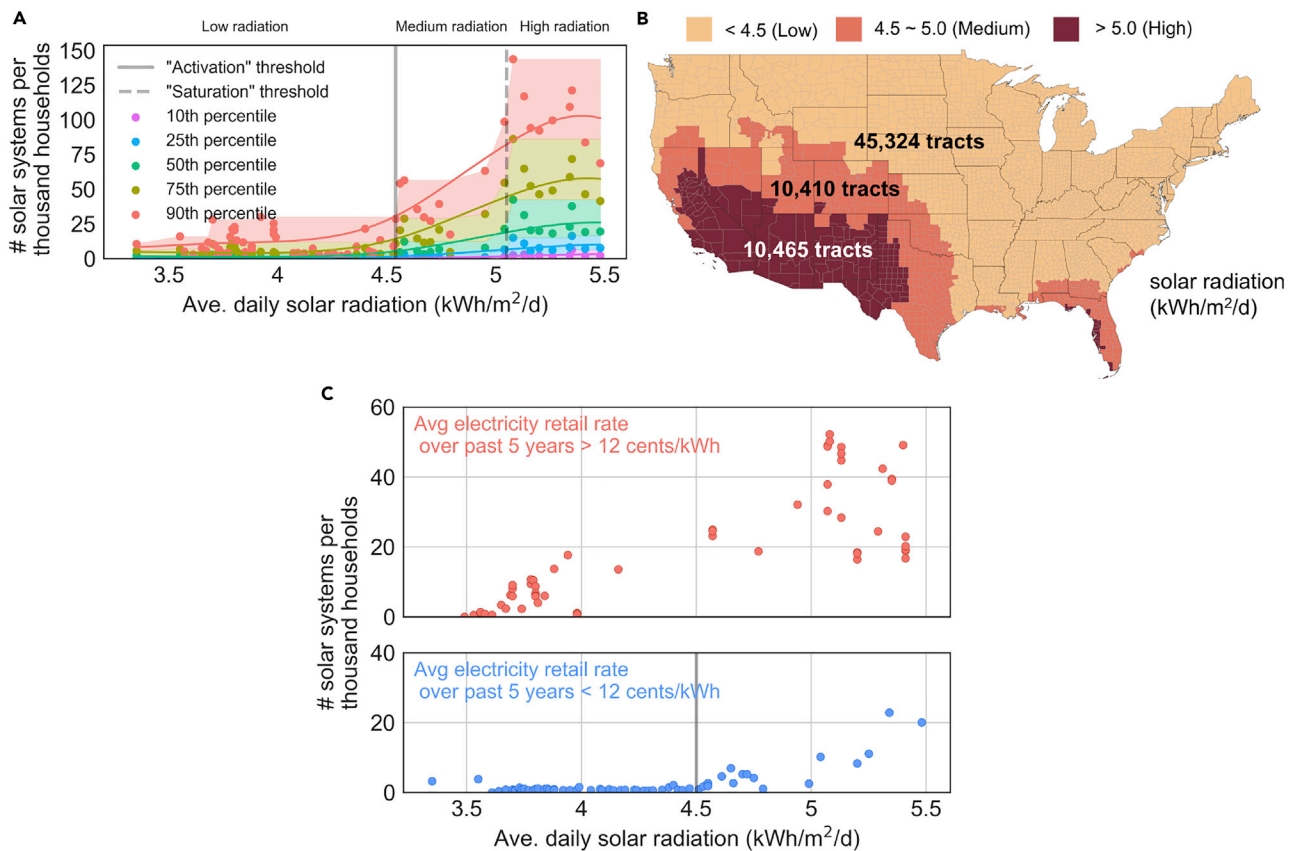 A
Low radiation
Medium radiation
High radiation
150
125
100
75
50
25
0
# solar systems per
thousand households
"Activation" threshold
"Saturation" threshold
10th percentile
25th percentile
50th percentile
75th percentile
90th percentile
3.5
4
4.5
5
5.5
Ave. daily solar radiation (kWh/m²/d)
B
< 4.5 (Low)
4.5 ~ 5.0 (Medium)
> 5.0 (High)
45,324 tracts
10,410 tracts
10,465 tracts
solar radiation
(kWh/m²/d)
C
60
40
20
0
Avg electricity retail rate
over past 5 years > 12 cents/kWh
# solar systems per
thousand households
40
20
0
Avg electricity retail rate
over past 5 years < 12 cents/kWh
3.5
4
4.5
5
5.5
Ave. daily solar radiation (kWh/m²/d)